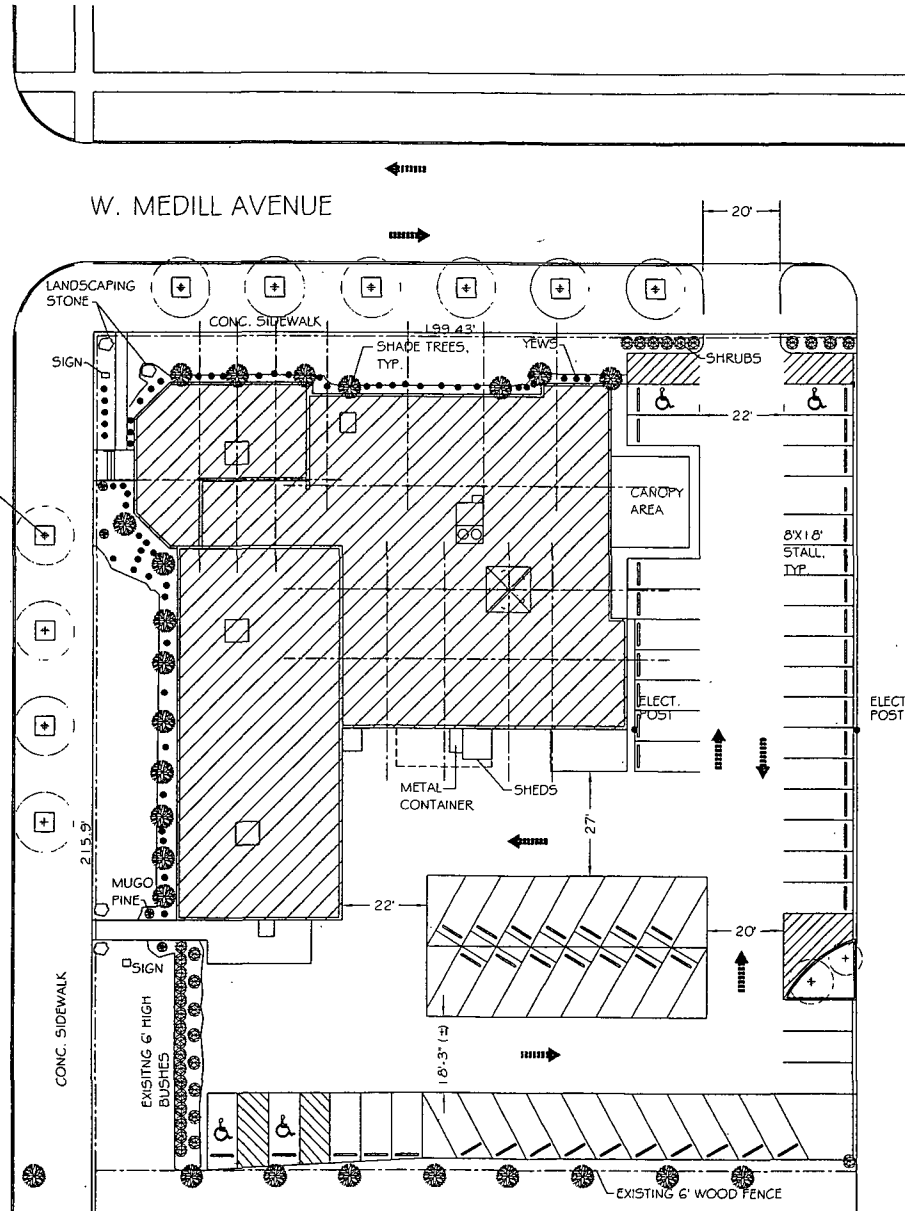 W. MEDILL AVENUE
20'
LANDSCAPING
STONE
CONC. SIDEWALK
199.43'
SHADE TREES,
TYP.
YEWS
SIGN
SHRUBS
22'
CANOPY
AREA
8'X18'
STALL,
TYP.
ELECT.
POST
ELECT
POST
METAL
CONTAINER
SHEDS
27'
215.9'
MUGO
PINE
22'
20'
SIGN
CONC. SIDEWALK
EXISITNG 6' HIGH
BUSHES
18'-3" (±)
EXISTING 6' WOOD FENCE